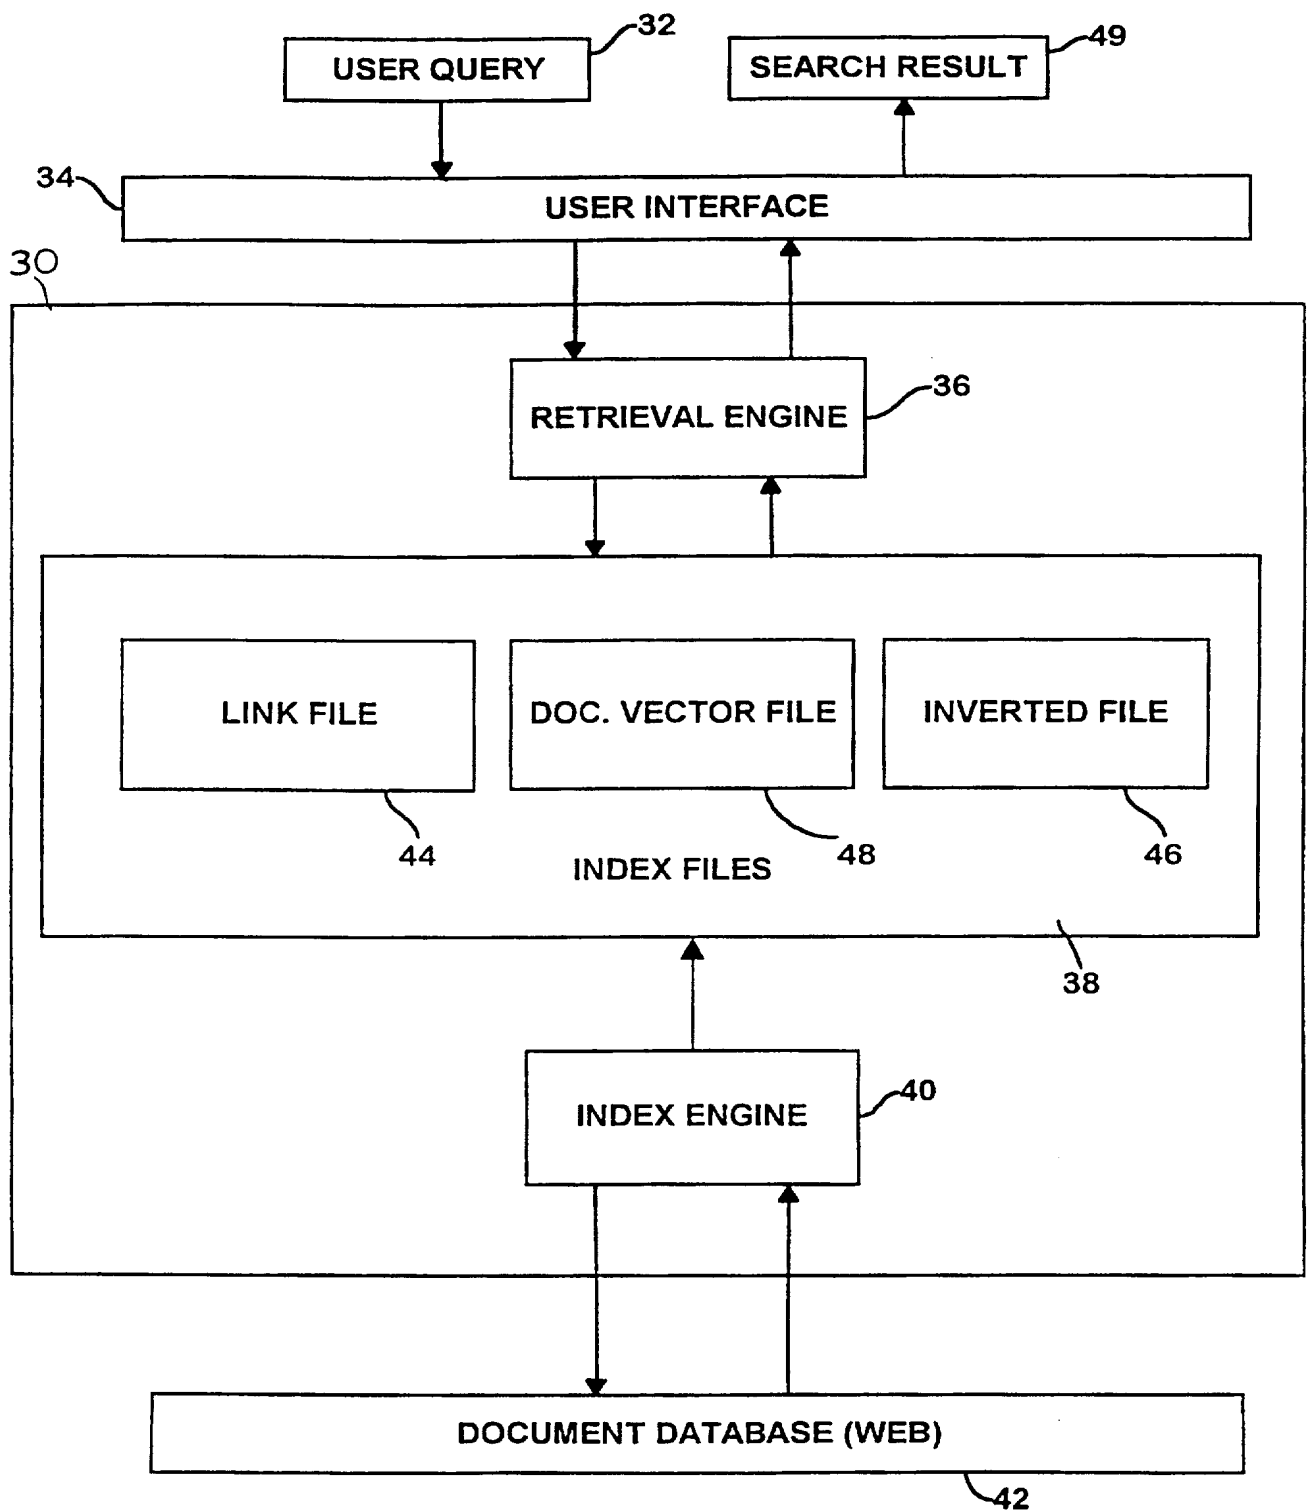 32
49
USER QUERY
SEARCH RESULT
34
USER INTERFACE
30
36
RETRIEVAL ENGINE
LINK FILE
DOC. VECTOR FILE
INVERTED FILE
44
48
46
INDEX FILES
38
40
INDEX ENGINE
DOCUMENT DATABASE (WEB)
42